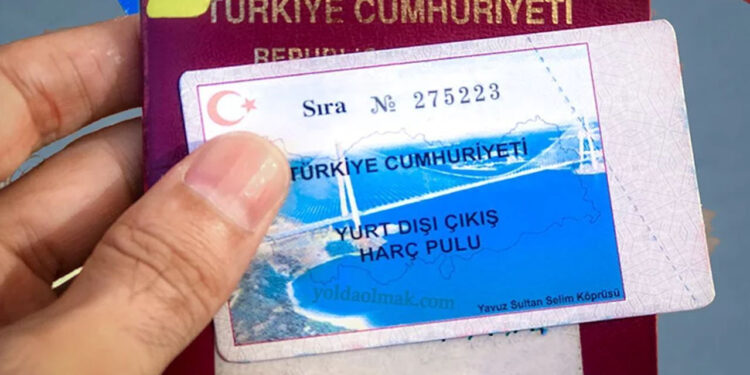 TÜRKİYE CUMHURİYETİ
Sıra № 275223
TÜRKİYE CUMHURİYETİ
YURT DIŞI ÇIKIŞ
HARÇ PULU
yoldaolmak.com
Yavuz Sultan Selim Köprüsü